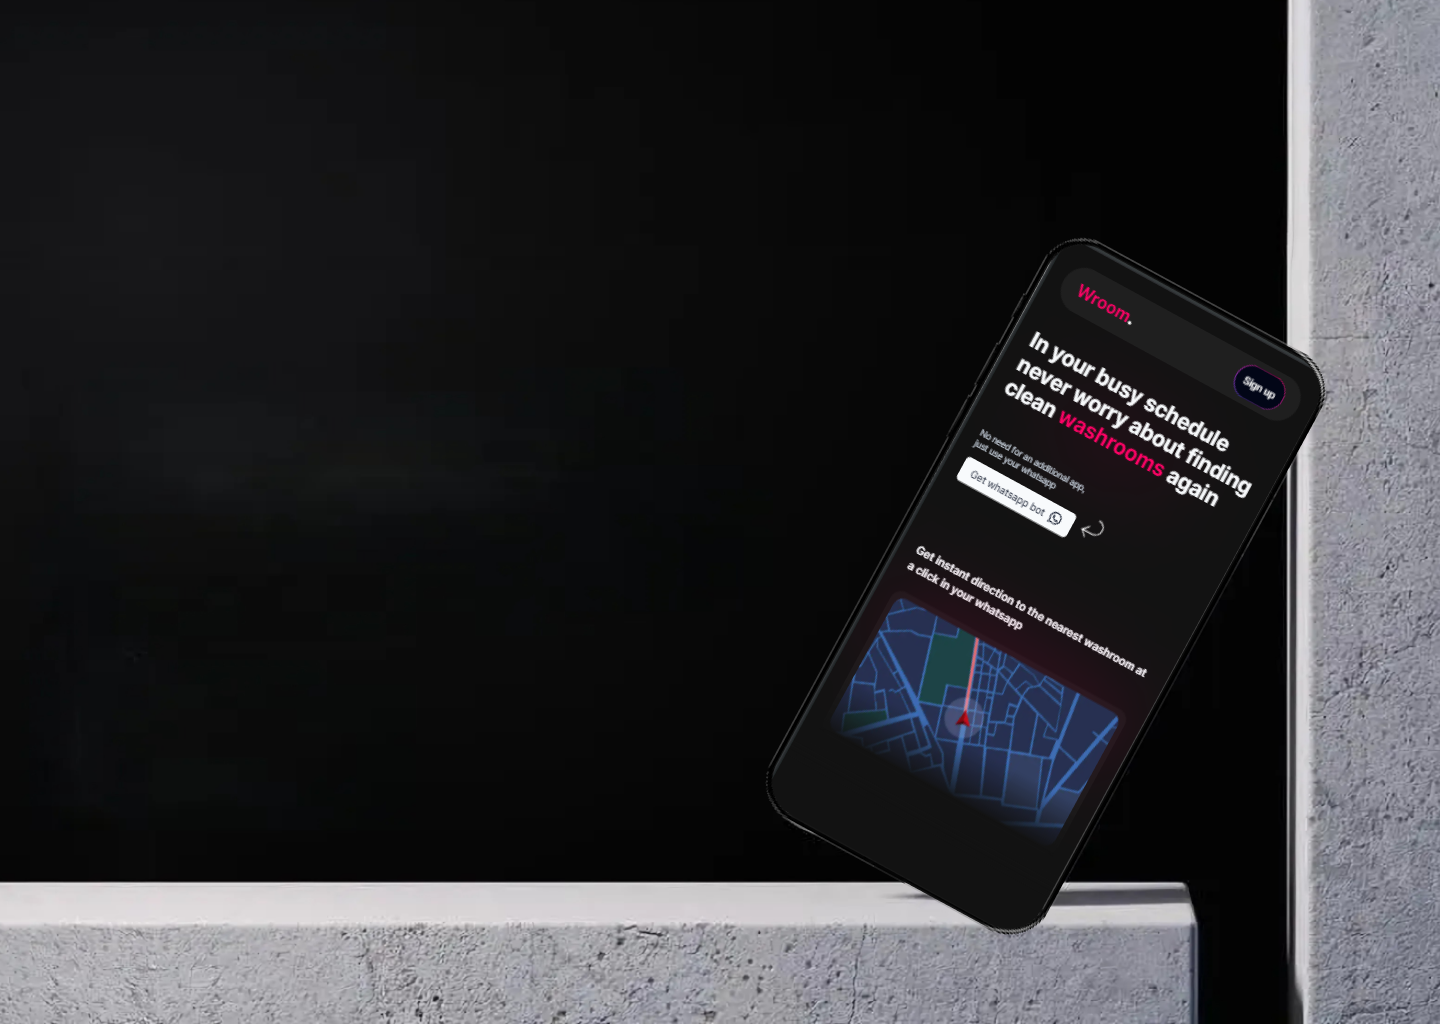 Wroom.
Sign up
In your busy schedule
never worry about finding
clean washrooms again
No need for an additional app,
just use your whatsapp
Get whatsapp bot
Get instant direction to the nearest washroom at
a click in your whatsapp